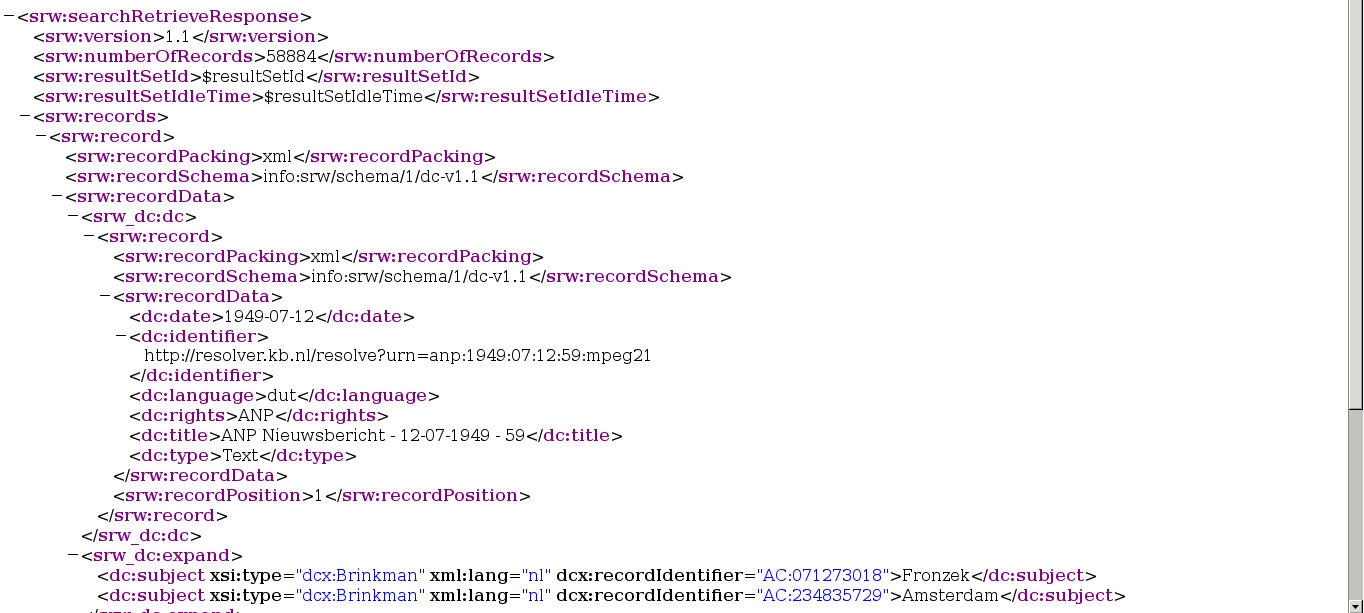 −<srw:searchRetrieveResponse>
<srw:version>1.1</srw:version>
<srw:numberOfRecords>58884</srw:numberOfRecords>
<srw:resultSetId>$resultSetId</srw:resultSetId>
<srw:resultSetIdleTime>$resultSetIdleTime</srw:resultSetIdleTime>
−<srw:records>
−<srw:record>
<srw:recordPacking>xml</srw:recordPacking>
<srw:recordSchema>info:srw/schema/1/dc-v1.1</srw:recordSchema>
−<srw:recordData>
−<srw_dc:dc>
−<srw:record>
<srw:recordPacking>xml</srw:recordPacking>
<srw:recordSchema>info:srw/schema/1/dc-v1.1</srw:recordSchema>
−<srw:recordData>
<dc:date>1949-07-12</dc:date>
−<dc:identifier>
http://resolver.kb.nl/resolve?urn=anp:1949:07:12:59:mpeg21
</dc:identifier>
<dc:language>dut</dc:language>
<dc:rights>ANP</dc:rights>
<dc:title>ANP Nieuwsbericht - 12-07-1949 - 59</dc:title>
<dc:type>Text</dc:type>
</srw:recordData>
<srw:recordPosition>1</srw:recordPosition>
</srw:record>
</srw_dc:dc>
−<srw_dc:expand>
<dc:subject xsi:type="dcx:Brinkman" xml:lang="nl" dcx:recordIdentifier="AC:071273018">Fronzek</dc:subject>
<dc:subject xsi:type="dcx:Brinkman" xml:lang="nl" dcx:recordIdentifier="AC:234835729">Amsterdam</dc:subject>
</srw_dc:expand>